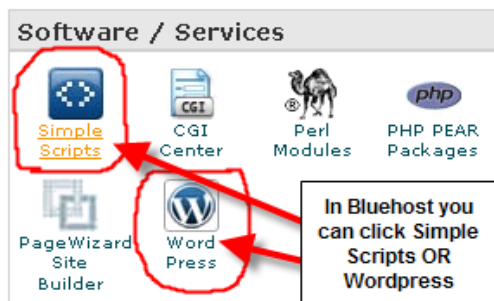 Software / Services
CGI
®
php
Simple
Scripts
CGI
Center
Perl
Modules
PHP PEAR
Packages
W
PageWizard
Site
Builder
Word
Press
In Bluehost you
can click Simple
Scripts OR
Wordpress